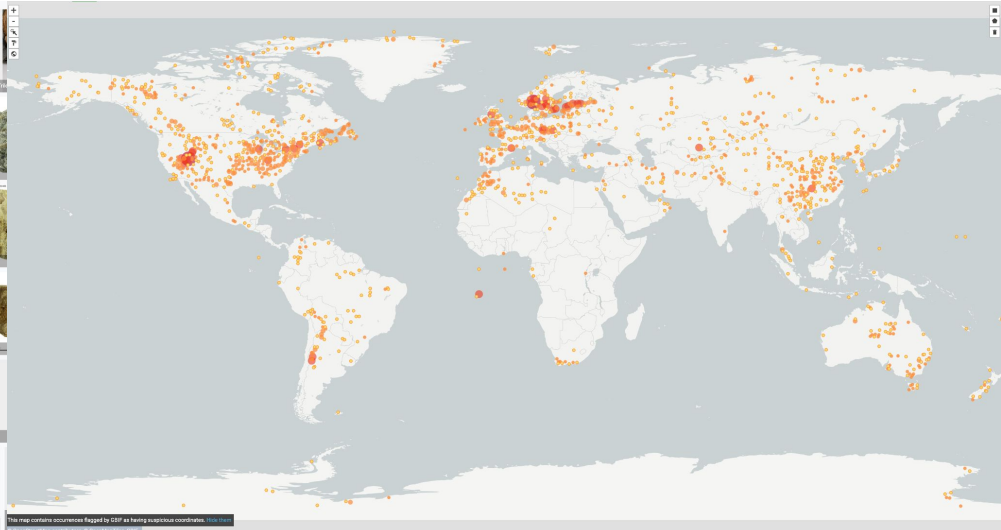 This map contains occurrences flagged by GBIF as having suspicious coordinates. Hide them.